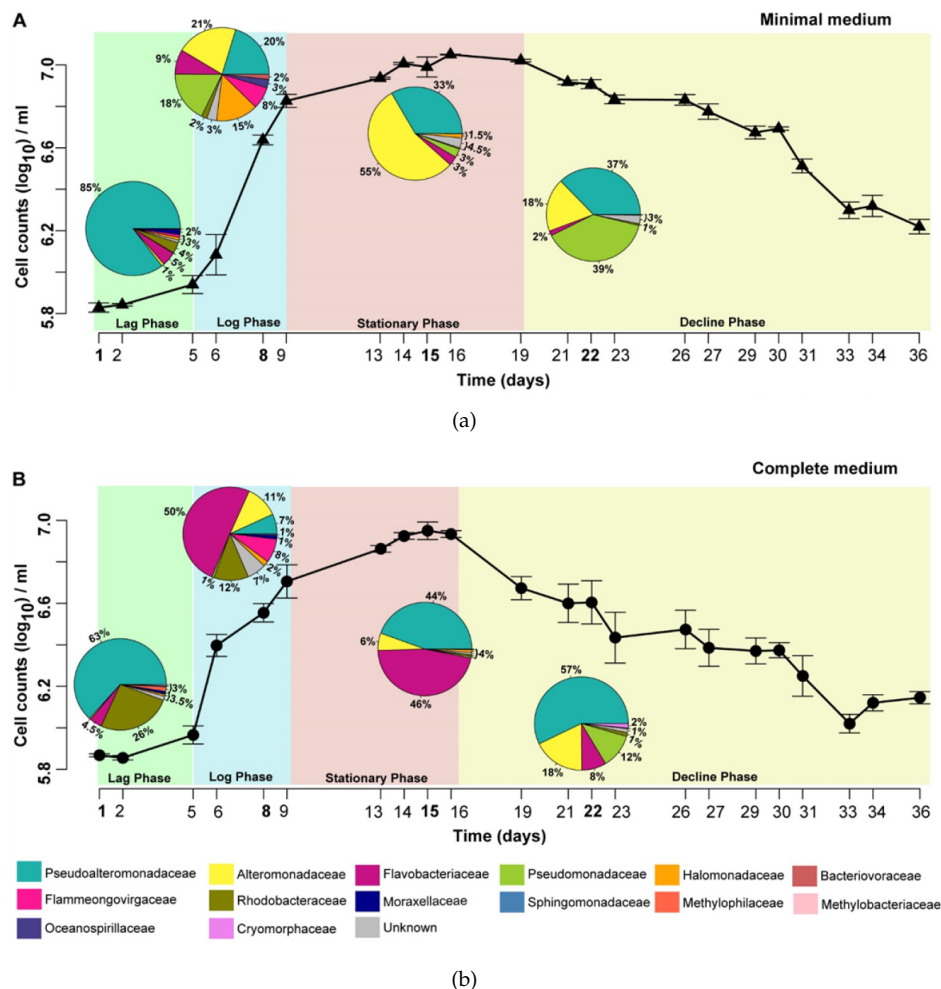 A
Minimal medium
Cell counts (log10) / ml
7.0
6.6
6.2
5.8
85%
2%
3%
4%
5%
1%
21%
20%
9%
2%
3%
8%
18%
2%
3%
15%
33%
1.5%
4.5%
3%
3%
55%
37%
18%
3%
1%
2%
39%
Lag Phase
Log Phase
Stationary Phase
Decline Phase
1 2 5 6 8 9 13 14 15 16 19 21 22 23 26 27 29 30 31 33 34 36
Time (days)
(a)
B
Complete medium
Cell counts (log10) / ml
7.0
6.6
6.2
5.8
63%
3%
3.5%
4.5%
26%
50%
11%
7%
1%
1%
8%
2%
1%
12%
7%
44%
6%
4%
46%
57%
2%
1%
1%
12%
18%
8%
Lag Phase
Log Phase
Stationary Phase
Decline Phase
1 2 5 6 8 9 13 14 15 16 19 21 22 23 26 27 29 30 31 33 34 36
Time (days)
Pseudoalteromonadaceae Alteromonadaceae Flavobacteriaceae Pseudomonadaceae Halomonadaceae Bacteriovoraceae
Flammeongovirgaceae Rhodobacteraceae Moraxellaceae Sphingomonadaceae Methylophilaceae Methylobacteriaceae
Oceanospirillaceae Cryomorphaceae Unknown
(b)